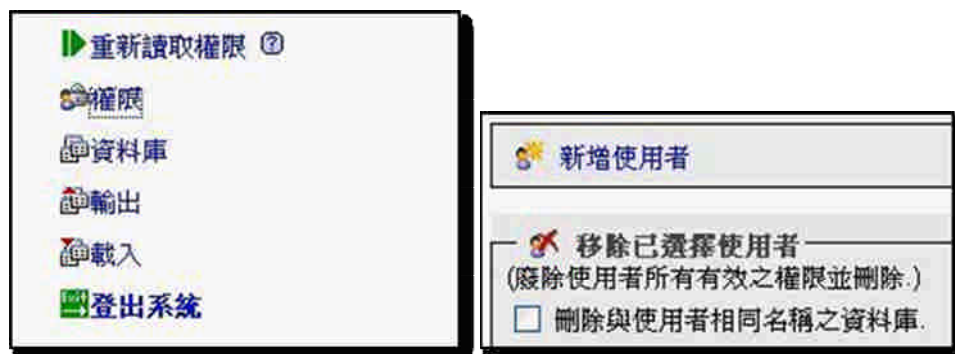 重新讀取權限
權限
資料庫
輸出
載入
Exit 登出系統
新增使用者
移除已選擇使用者
(廢除使用者所有有效之權限並刪除.)
刪除與使用者相同名稱之資料庫.